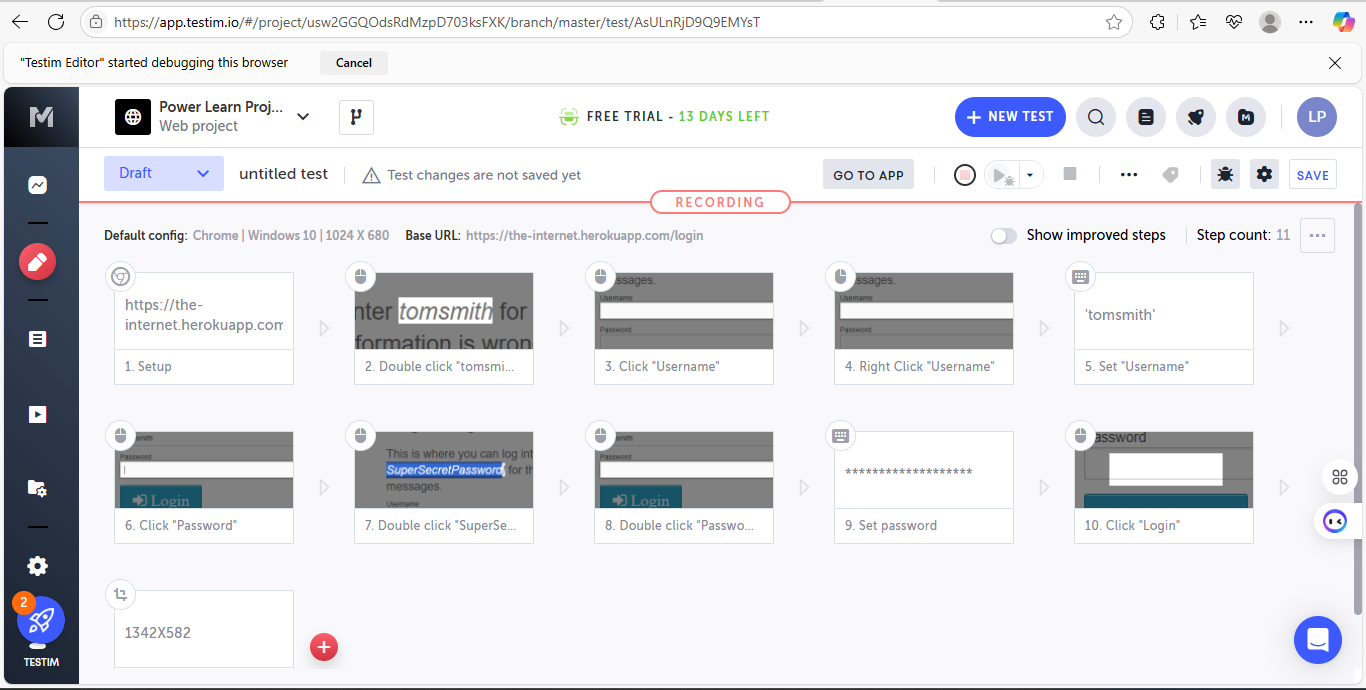 https://app.testim.io/#/project/usw2GGQOdsRdMzpD703ksFXK/branch/master/test/AsULnRjD9Q9EMYsT
"Testim Editor" started debugging this browser
Cancel
Power Learn Proj...
Web project
FREE TRIAL - 13 DAYS LEFT
NEW TEST
LP
Draft
untitled test
Test changes are not saved yet
GO TO APP
SAVE
RECORDING
Default config: Chrome | Windows 10 | 1024 X 680
Base URL: https://the-internet.herokuapp.com/login
Show improved steps
Step count: 11
https://the-
internet.herokuapp.com
1. Setup
nter tomsmith for
formation is wron
2. Double click "tomsmi...
ssages.
Username
Password
3. Click "Username"
ssages.
Username
Password
4. Right Click "Username"
'tomsmith'
5. Set "Username"
smith
Password
Login
6. Click "Password"
This is where you can log int
SuperSecretPassword for th
messages.
Username
7. Double click "SuperSe...
smith
Password
Login
8. Double click "Passwo...
*******************
9. Set password
assword
10. Click "Login"
1342X582
2
TESTIM